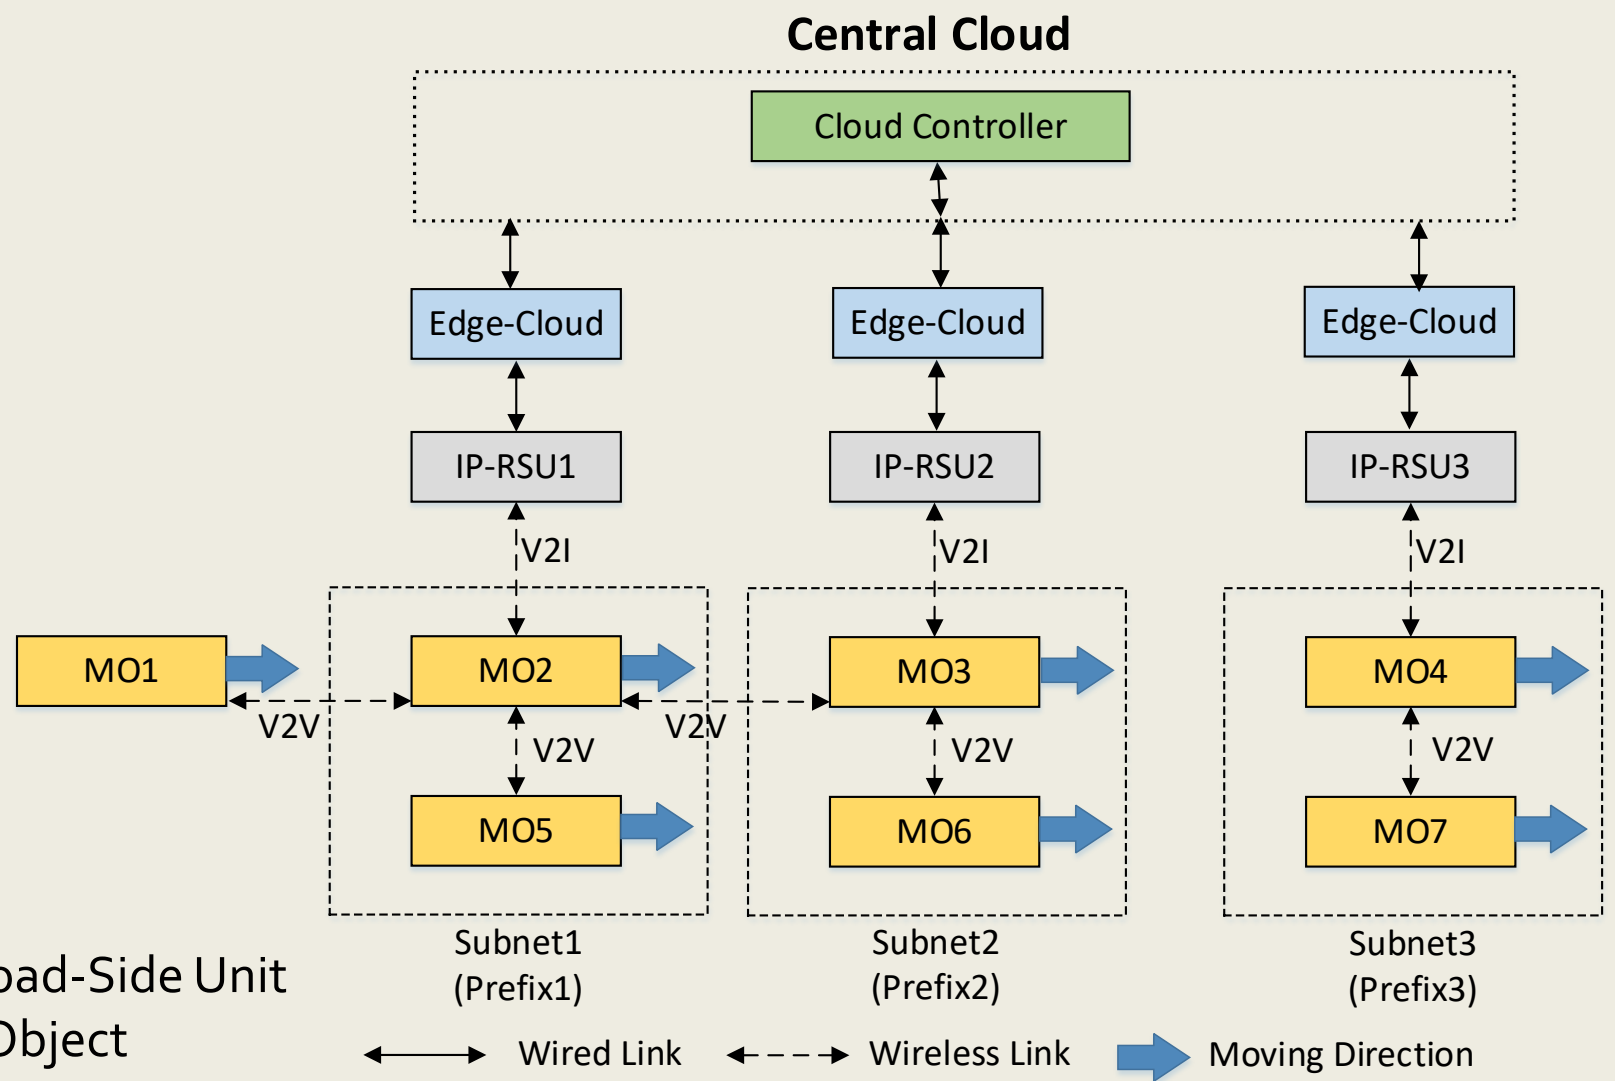 Central Cloud
Cloud Controller
Edge-Cloud
Edge-Cloud
Edge-Cloud
IP-RSU1
IP-RSU2
IP-RSU3
V2I
V2I
V2I
MO1
MO2
MO3
MO4
V2V
V2V
V2V
V2V
V2V
MO5
MO6
MO7
Subnet1
(Prefix1)
Subnet2
(Prefix2)
Subnet3
(Prefix3)
oad-Side Unit
Object
Wired Link
Wireless Link
Moving Direction